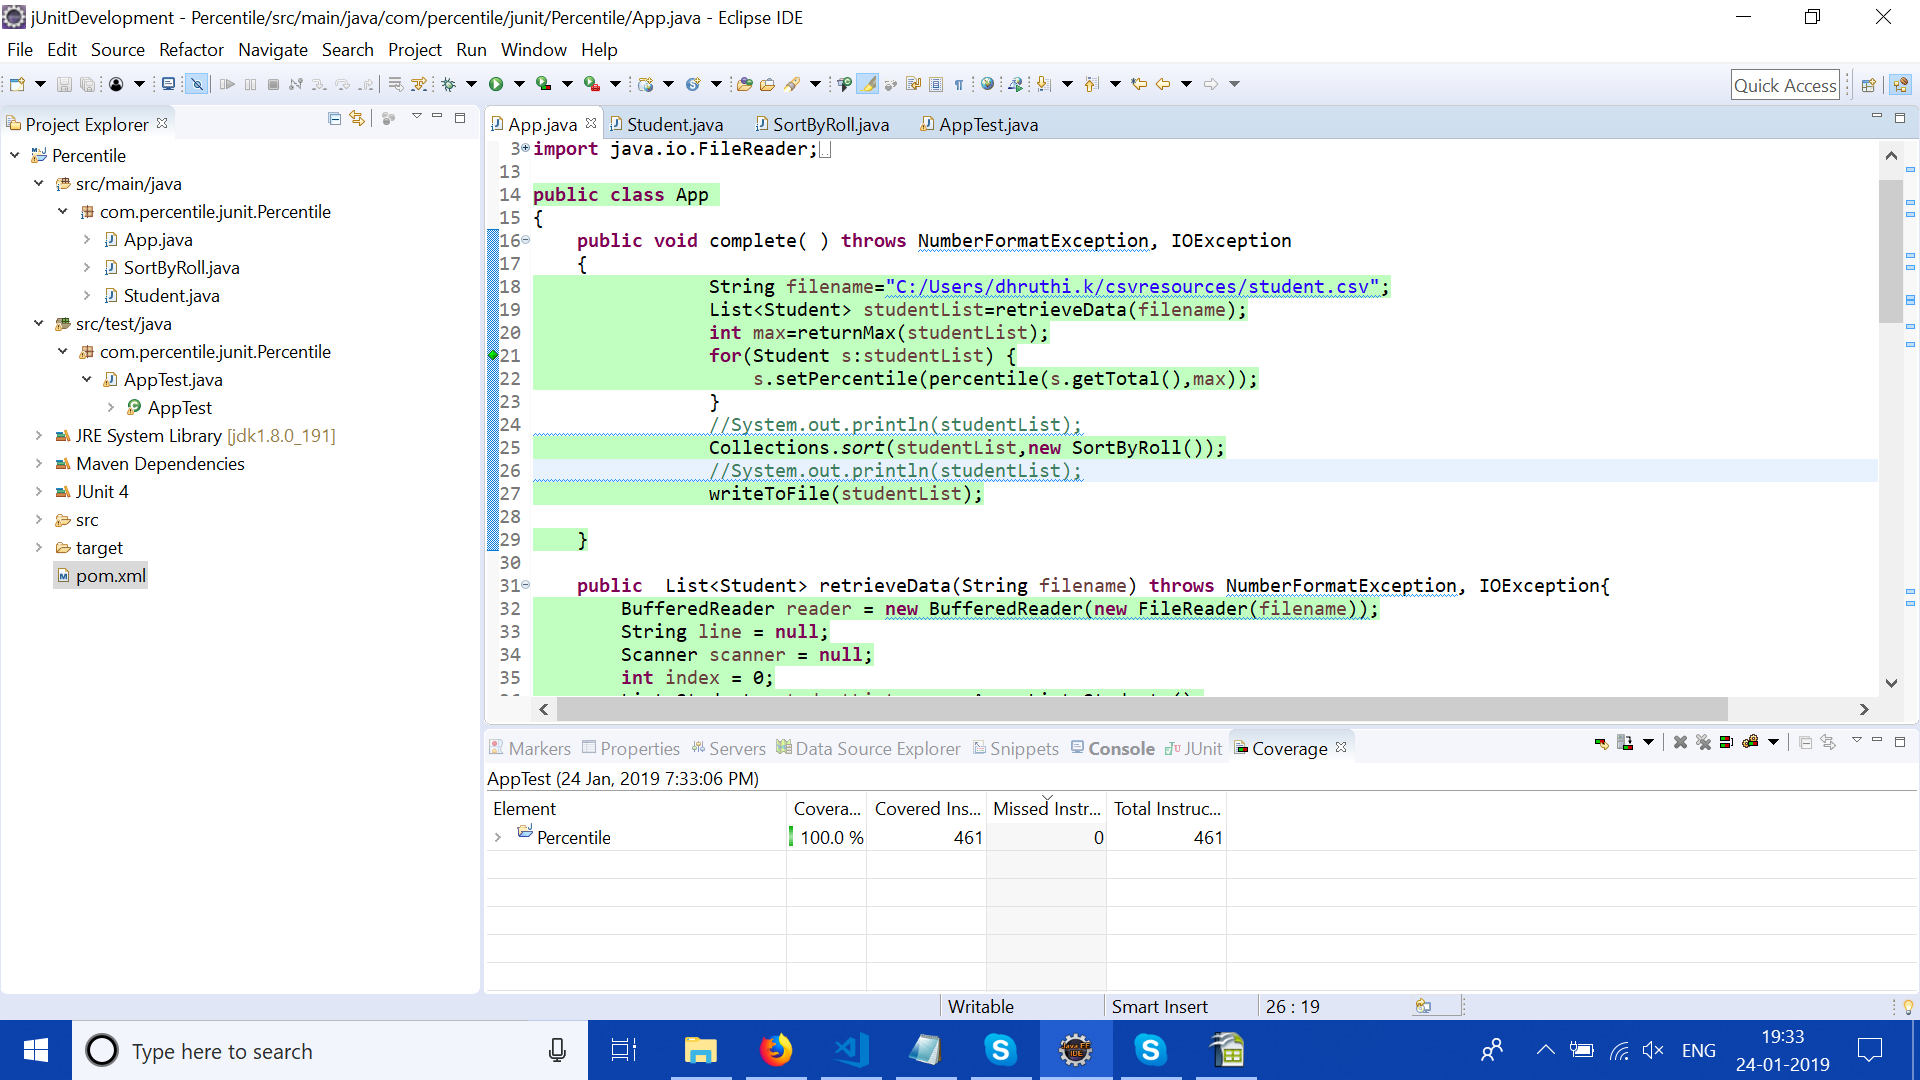 jUnitDevelopment - Percentile/src/main/java/com/percentile/junit/Percentile/App.java - Eclipse IDE
File Edit Source Refactor Navigate Search Project Run Window Help
Quick Access
Project Explorer
Percentile
src/main/java
com.percentile.junit.Percentile
App.java
SortByRoll.java
Student.java
src/test/java
com.percentile.junit.Percentile
AppTest.java
AppTest
JRE System Library [jdk1.8.0_191]
Maven Dependencies
JUnit 4
src
target
pom.xml
App.java Student.java SortByRoll.java AppTest.java
3 import java.io.FileReader;
13
14 public class App
15 {
16 public void complete( ) throws NumberFormatException, IOException
17 {
18 String filename="C:/Users/dhruthi.k/csvresources/student.csv";
19 List<Student> studentList=retrieveData(filename);
20 int max=returnMax(studentList);
21 for(Student s:studentList) {
22 s.setPercentile(percentile(s.getTotal(),max));
23 }
24 //System.out.println(studentList);
25 Collections.sort(studentList,new SortByRoll());
26 //System.out.println(studentList);
27 writeToFile(studentList);
28
29 }
30
31 public List<Student> retrieveData(String filename) throws NumberFormatException, IOException{
32 BufferedReader reader = new BufferedReader(new FileReader(filename));
33 String line = null;
34 Scanner scanner = null;
35 int index = 0;
Markers Properties Servers Data Source Explorer Snippets Console JUnit Coverage
AppTest (24 Jan, 2019 7:33:06 PM)
Element Covera... Covered Ins... Missed Instr... Total Instruc...
Percentile 100.0 % 461 0 461
Writable Smart Insert 26 : 19
Type here to search
ENG
19:33
24-01-2019